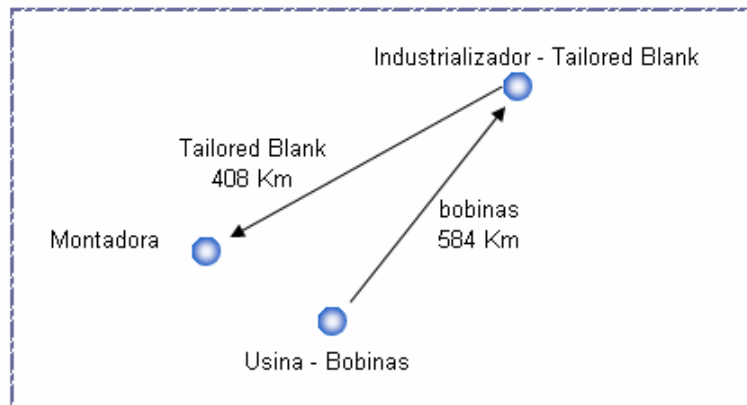 Industrializador - Tailored Blank
Tailored Blank
408 Km
bobinas
584 Km
Montadora
Usina - Bobinas